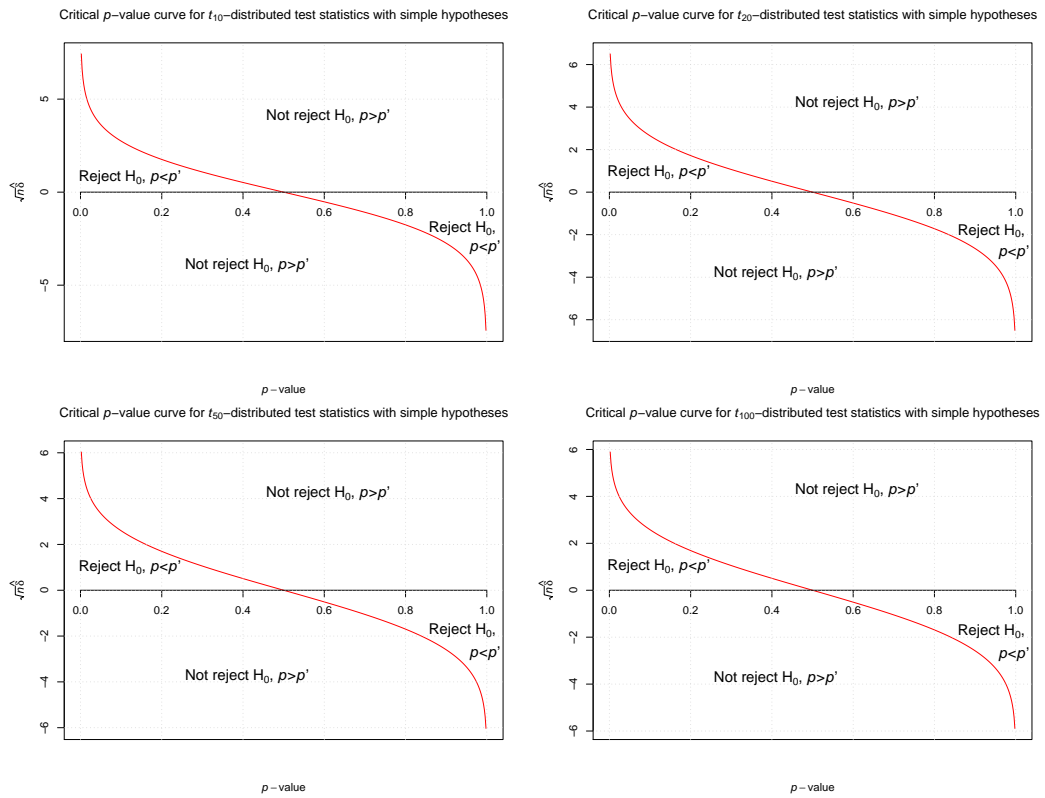 Critical p−value curve for t₁₀−distributed test statistics with simple hypotheses
5
0
−5
√nδ̂
Not reject H₀, p>p’
Reject H₀, p<p’
0.0 0.2 0.4 0.6 0.8 1.0
Reject H₀,
p<p’
Not reject H₀, p>p’
p−value
Critical p−value curve for t₂₀−distributed test statistics with simple hypotheses
6
4
2
0
−2
−4
−6
√nδ̂
Not reject H₀, p>p’
Reject H₀, p<p’
0.0 0.2 0.4 0.6 0.8 1.0
Reject H₀,
p<p’
Not reject H₀, p>p’
p−value
Critical p−value curve for t₅₀−distributed test statistics with simple hypotheses
6
4
2
0
−2
−4
−6
√nδ̂
Not reject H₀, p>p’
Reject H₀, p<p’
0.0 0.2 0.4 0.6 0.8 1.0
Reject H₀,
p<p’
Not reject H₀, p>p’
p−value
Critical p−value curve for t₁₀₀−distributed test statistics with simple hypotheses
6
4
2
0
−2
−4
−6
√nδ̂
Not reject H₀, p>p’
Reject H₀, p<p’
0.0 0.2 0.4 0.6 0.8 1.0
Reject H₀,
p<p’
Not reject H₀, p>p’
p−value